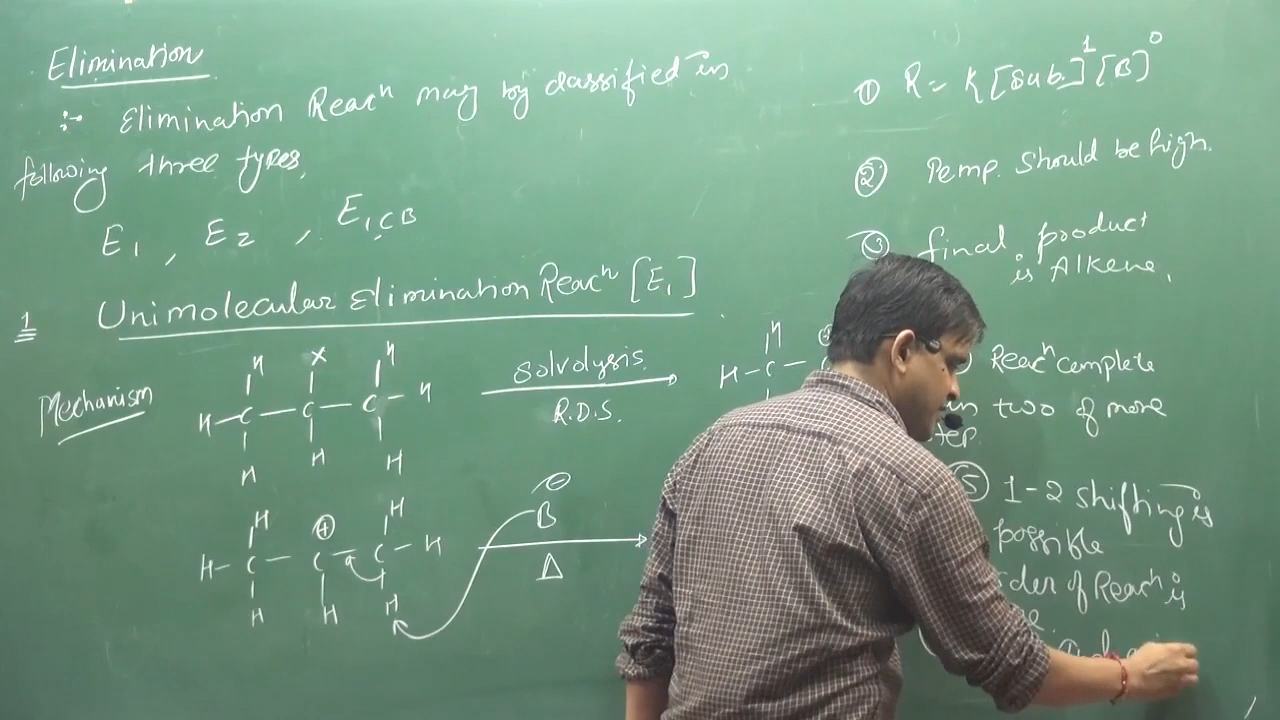 Elimination
:- Elimination Reacⁿ may by classified in
following three types,
E₁ , E₂ , E₁CB
1 Unimolecular Elimination Reacⁿ [E₁]
Mechanism
H X H
H-C-C-C-H
H H H
Solvolysis
R.D.S.
H
H-C-
H ⊕ H
H-C-C-C-H
H H H
⊖
B
Δ
① R = K[Sub.]¹[B]⁰
② Temp. should be high.
③ final product
is Alkene,
Reacⁿ complete
in two of more
⑤ 1-2 shifting is
possible
of Reacⁿ is